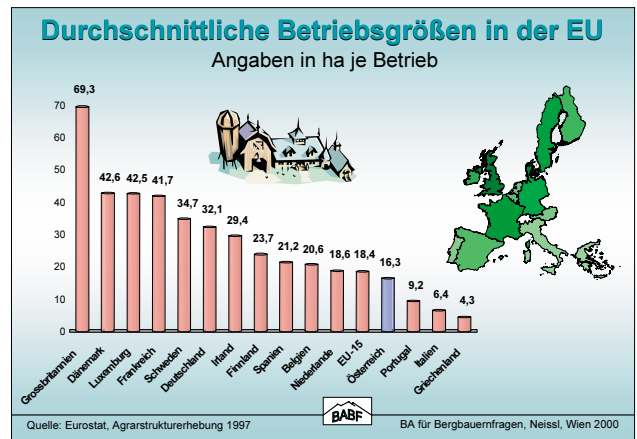 Durchschnittliche Betriebsgrößen in der EU
Angaben in ha je Betrieb
70
60
50
40
30
20
10
0
69,3
42,6
42,5
41,7
34,7
32,1
29,4
23,7
21,2
20,6
18,6
18,4
16,3
9,2
6,4
4,3
Grossbritannien
Dänemark
Luxemburg
Frankreich
Schweden
Deutschland
Irland
Finnland
Spanien
Belgien
Niederlande
EU-15
Österreich
Portugal
Italien
Griechenland
BABF
Quelle: Eurostat, Agrarstrukturerhebung 1997
BA für Bergbauernfragen, Neissl, Wien 2000